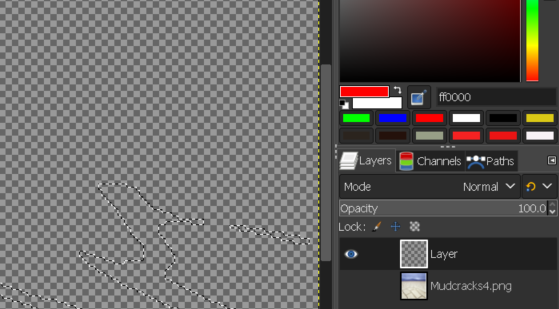 ff0000
Layers Channels Paths
Mode Normal
Opacity 100.0
Lock:
Layer
Mudcracks4.png